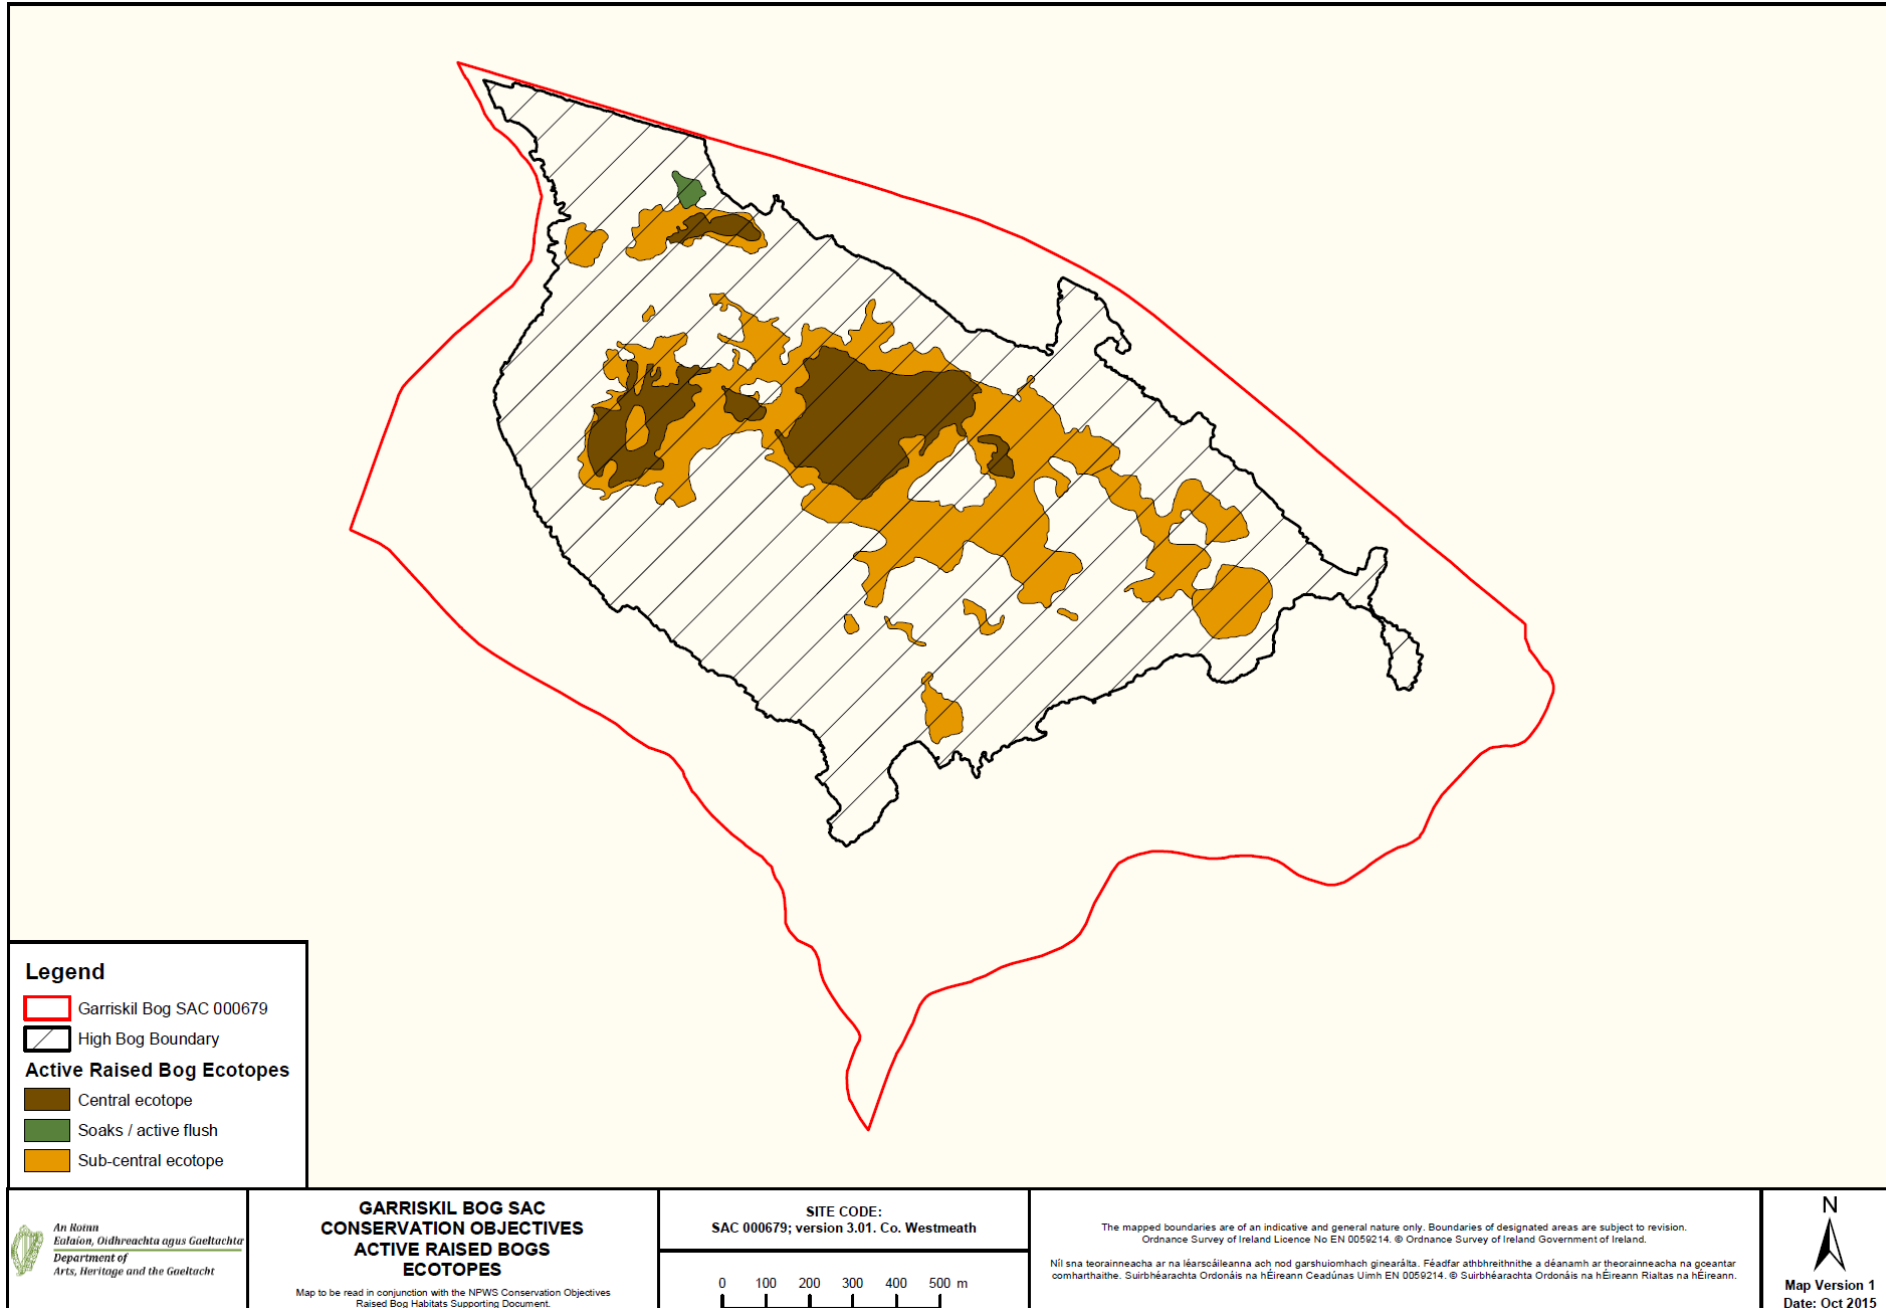 Legend
Garriskil Bog SAC 000679
High Bog Boundary
Active Raised Bog Ecotopes
Central ecotope
Soaks / active flush
Sub-central ecotope
An Roinn
Ealaíon, Oidhreachta agus Gaeltachta
Department of
Arts, Heritage and the Gaeltacht
GARRISKIL BOG SAC
CONSERVATION OBJECTIVES
ACTIVE RAISED BOGS
ECOTOPES
Map to be read in conjunction with the NPWS Conservation Objectives
Raised Bog Habitats Supporting Document.
SITE CODE:
SAC 000679; version 3.01. Co. Westmeath
0 100 200 300 400 500 m
The mapped boundaries are of an indicative and general nature only. Boundaries of designated areas are subject to revision.
Ordnance Survey of Ireland Licence No EN 0059214. © Ordnance Survey of Ireland Government of Ireland.
Níl sna teorainneacha ar na léarscáileanna ach nod garshuiomhach ginearálta. Féadfar athbhreithnithe a déanamh ar theorainneacha na gceantar
comharthaithe. Suirbhéarachta Ordonáis na hÉireann Ceadúnas Uimh EN 0059214. © Suirbhéarachta Ordonáis na hÉireann Rialtas na hÉireann.
N
Map Version 1
Date: Oct 2015